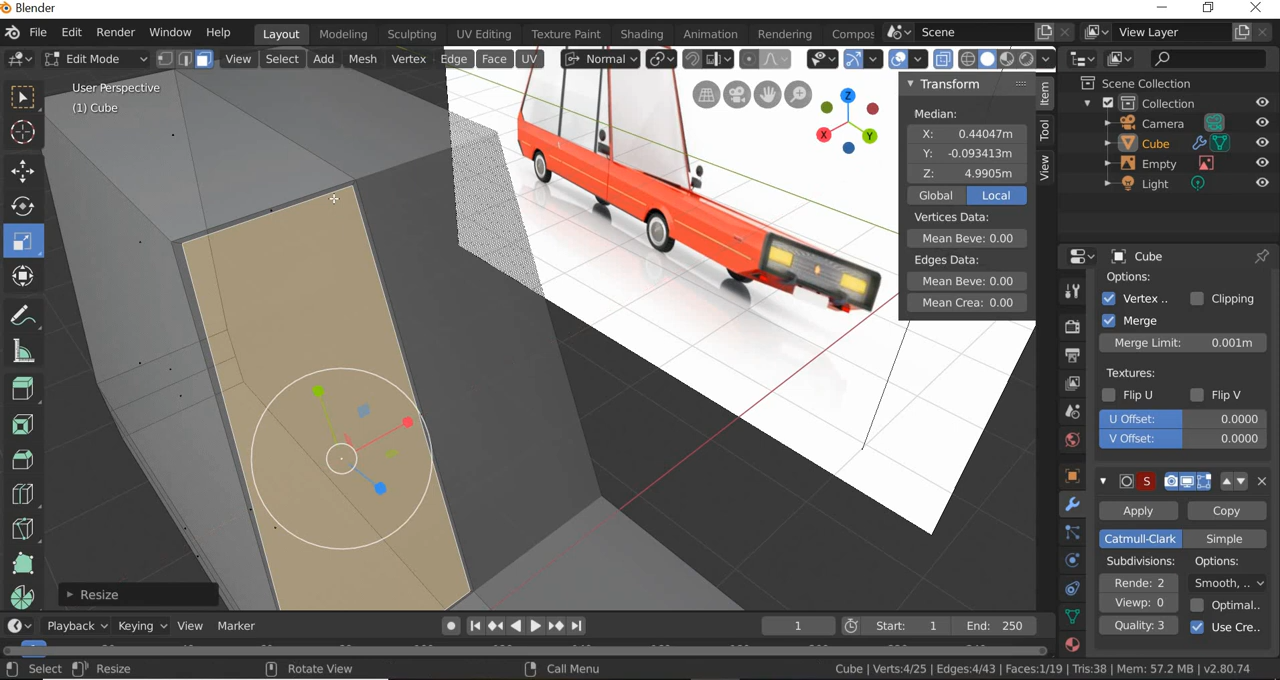 Blender
File Edit Render Window Help Layout Modeling Sculpting UV Editing Texture Paint Shading Animation Rendering Compos Scene View Layer
Edit Mode View Select Add Mesh Vertex Edge Face UV Normal
User Perspective
(1) Cube
Z
X
Y
Transform
Median:
X: 0.44047m
Y: -0.093413m
Z: 4.9905m
Global Local
Vertices Data:
Mean Beve: 0.00
Edges Data:
Mean Beve: 0.00
Mean Crea: 0.00
Item
Tool
View
Scene Collection
Collection
Camera
Cube
Empty
Light
Cube
Options:
Vertex .. Clipping
Merge
Merge Limit: 0.001m
Textures:
Flip U Flip V
U Offset: 0.0000
V Offset: 0.0000
S
Apply Copy
Catmull-Clark Simple
Subdivisions: Options:
Rende: 2 Smooth, ..
Viewp: 0 Optimal..
Quality: 3 Use Cre..
Resize
Playback Keying View Marker 1 Start: 1 End: 250
Select Resize Rotate View Call Menu Cube | Verts:4/25 | Edges:4/43 | Faces:1/19 | Tris:38 | Mem: 57.2 MB | v2.80.74